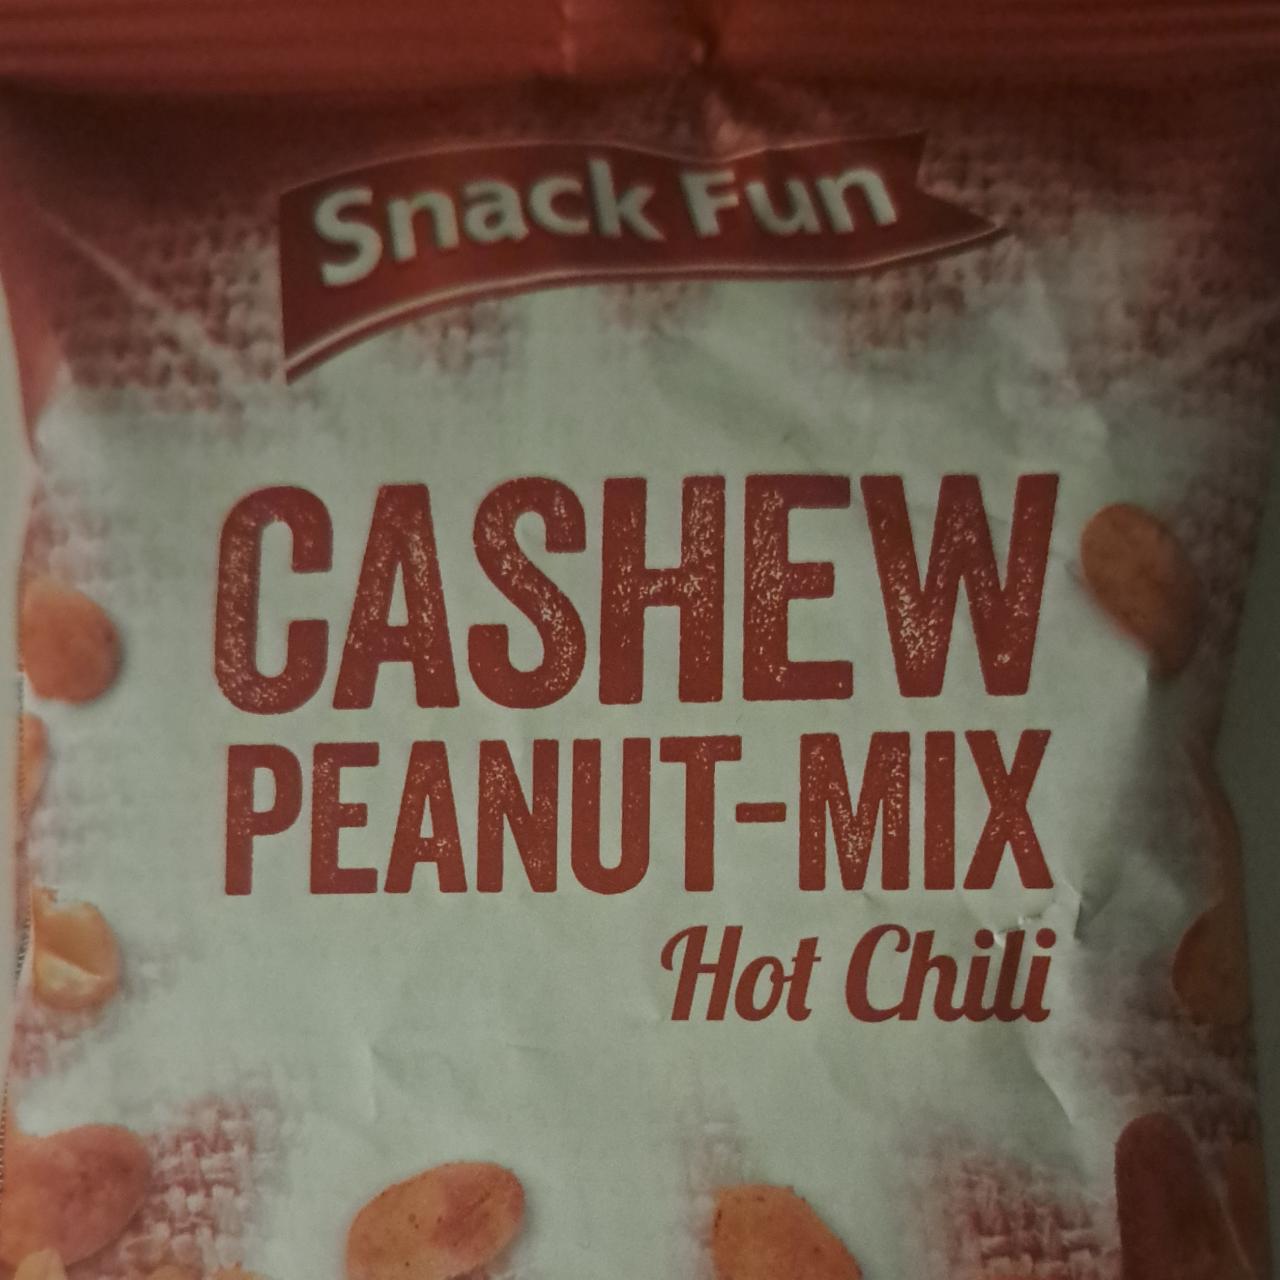 Snack Fun
CASHEW
PEANUT-MIX
Hot Chili